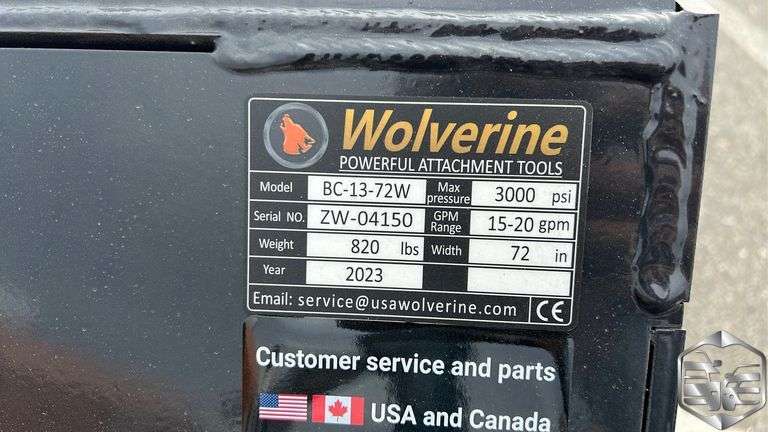 Wolverine
POWERFUL ATTACHMENT TOOLS
Model BC-13-72W Max pressure 3000 psi
Serial NO. ZW-04150 GPM Range 15-20 gpm
Weight 820 lbs Width 72 in
Year 2023
Email: service@usawolverine.com CE
Customer service and parts
USA and Canada